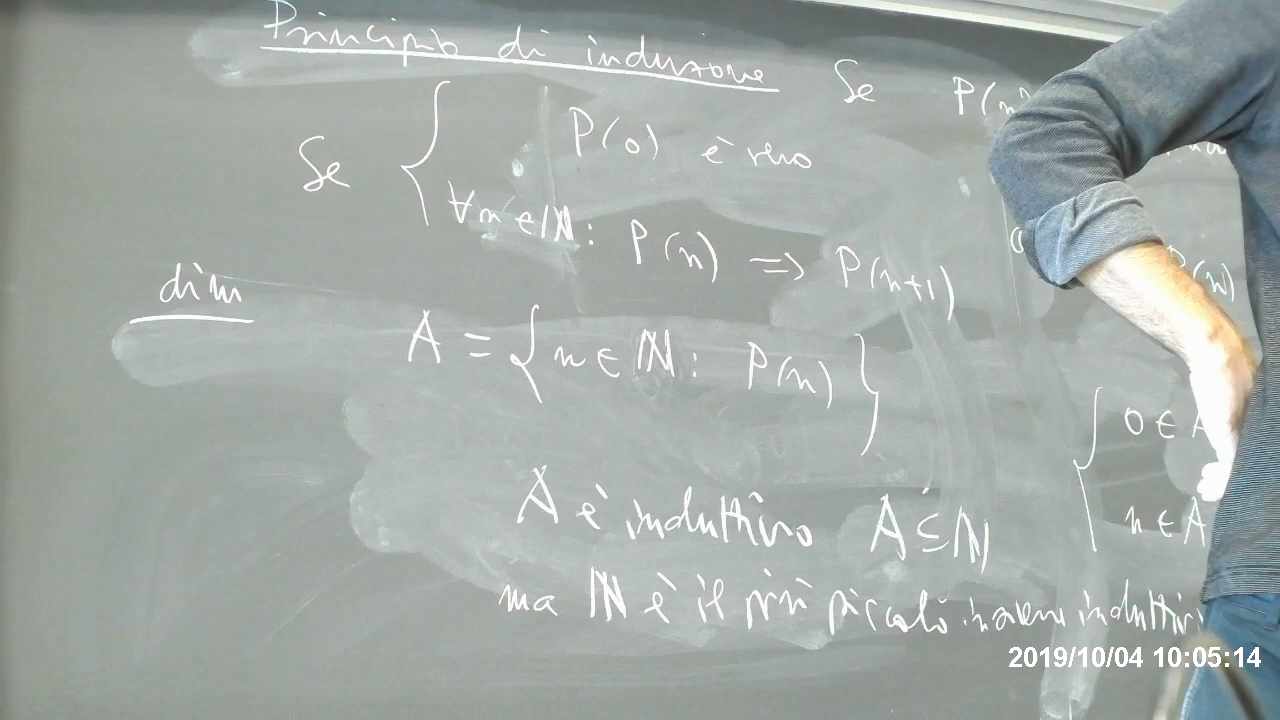 Principio di induzione Se P(n)
Se { P(0) è vero
∀n ∈ ℕ: P(n) => P(n+1)
P(n)
dim
A = { n ∈ ℕ: P(n) }
{ 0 ∈ A
n ∈ A
A è induttivo A ⊆ ℕ
ma ℕ è il più piccolo insieme induttivo
2019/10/04 10:05:14